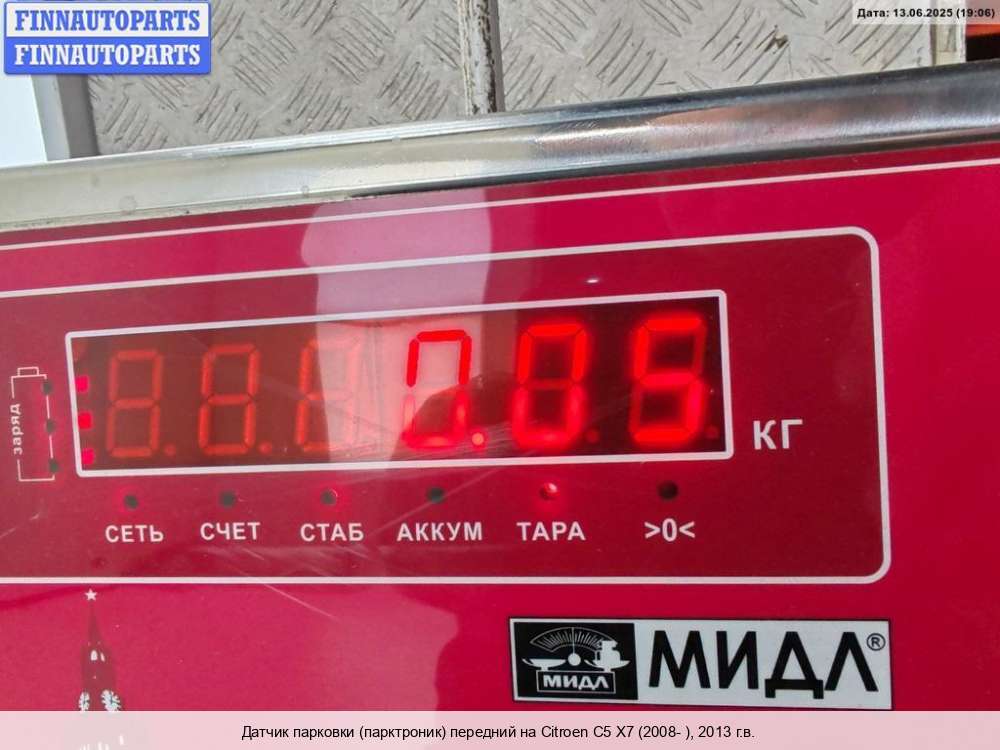 FINNAUTOPARTS
FINNAUTOPARTS
Дата: 13.06.2025 (19:06)
0.05
КГ
заряд
СЕТЬ СЧЕТ СТАБ АККУМ ТАРА >0<
МИДЛ МИДЛ®
Датчик парковки (парктроник) передний на Citroen C5 X7 (2008- ), 2013 г.в.